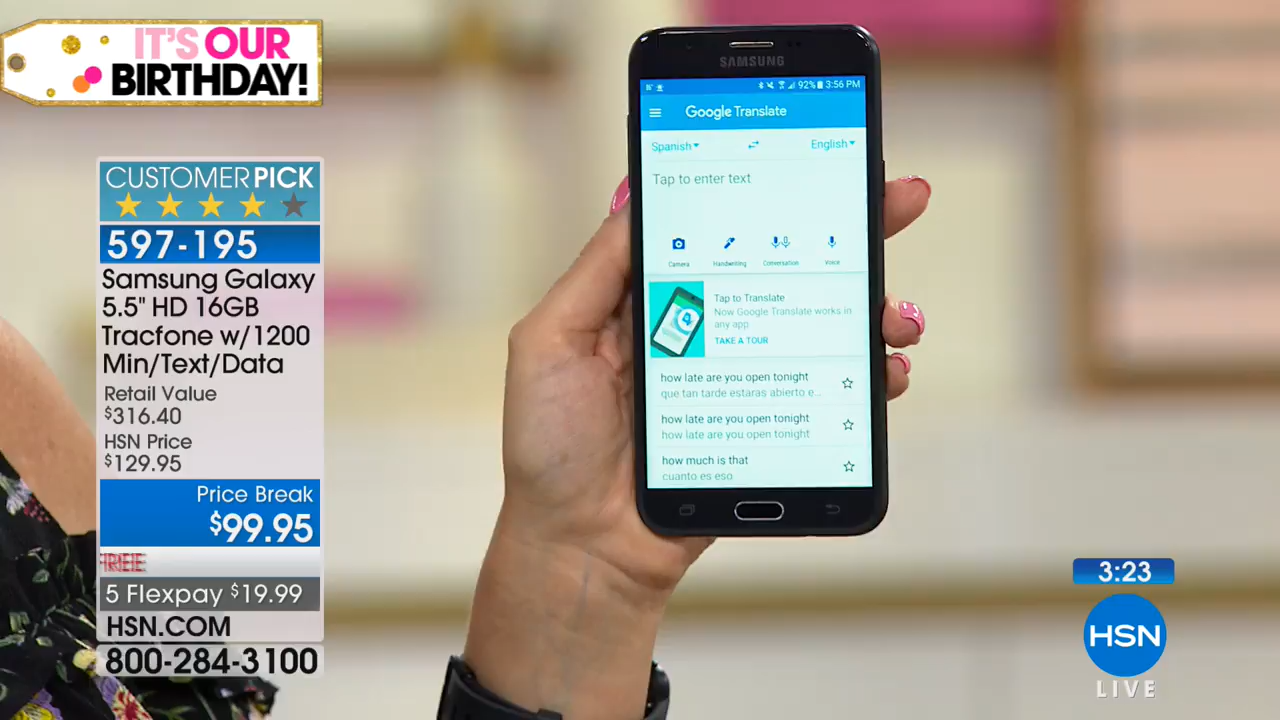 IT'S OUR
BIRTHDAY!
CUSTOMER PICK
597-195
Samsung Galaxy
5.5" HD 16GB
Tracfone w/1200
Min/Text/Data
Retail Value
$316.40
HSN Price
$129.95
Price Break
$99.95
FREE
5 Flexpay $19.99
HSN.COM
800-284-3100
SAMSUNG
92% 3:56 PM
Google Translate
Spanish
English
Tap to enter text
Camera
Handwriting
Conversation
Voice
Tap to Translate
Now Google Translate works in
any app
TAKE A TOUR
how late are you open tonight
que tan tarde estaras abierto e...
how late are you open tonight
how late are you open tonight
how much is that
cuanto es eso
3:23
HSN
LIVE